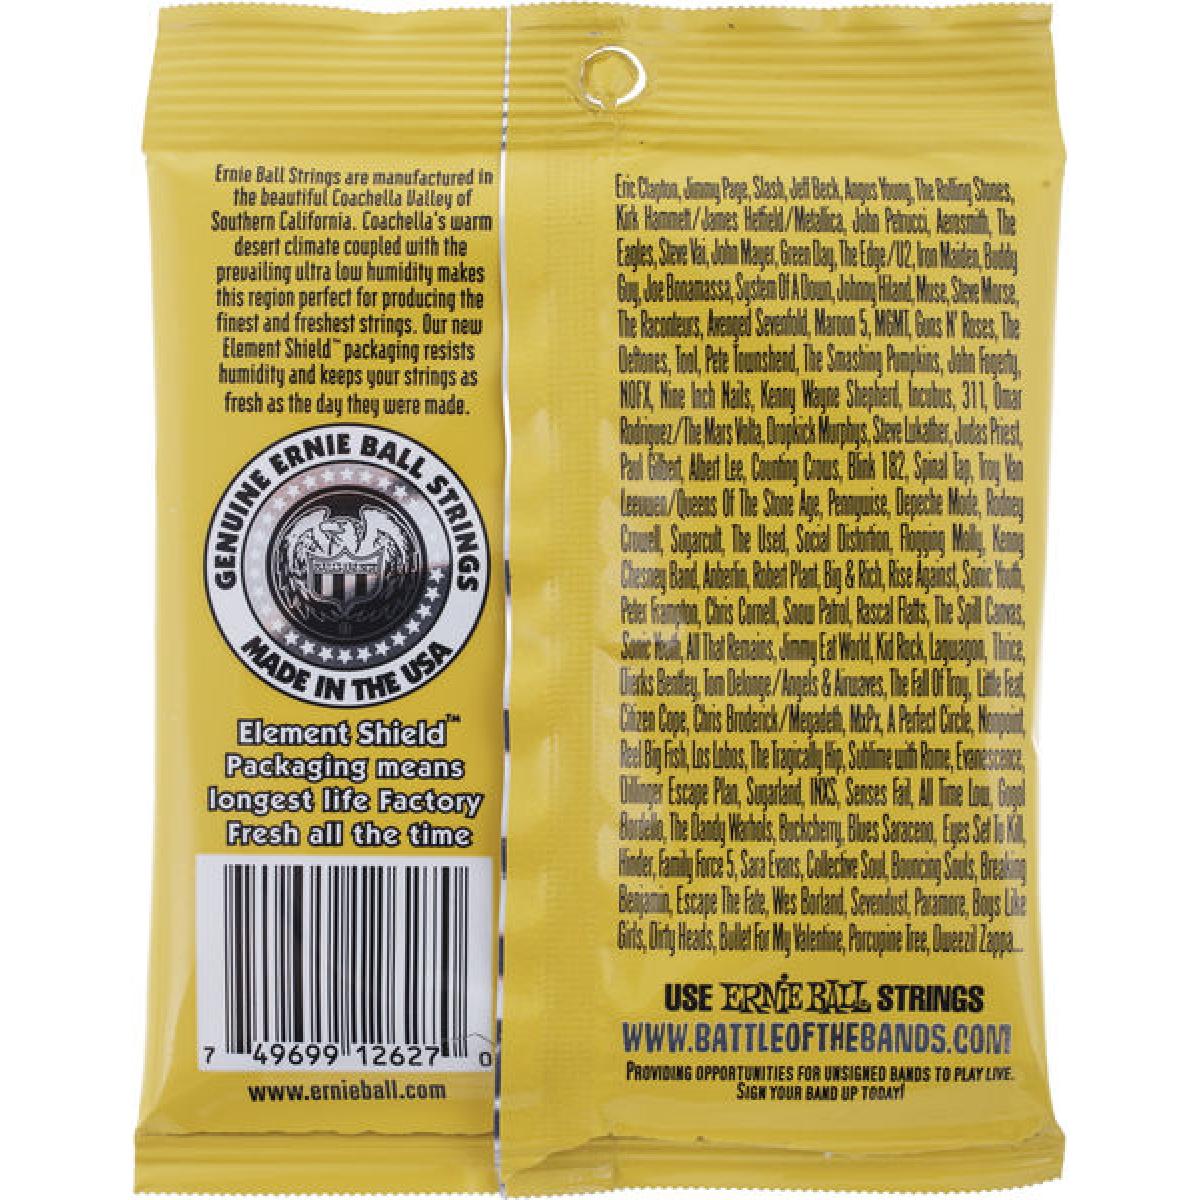 Ernie Ball Strings are manufactured in
the beautiful Coachella Valley of
Southern California. Coachella's warm
desert climate coupled with the
prevailing ultra low humidity makes
this region perfect for producing the
finest and freshest strings. Our new
Element Shield™ packaging resists
humidity and keeps your strings as
fresh as the day they were made.
GENUINE ERNIE BALL STRINGS
MADE IN THE USA
Element Shield™
Packaging means
longest life Factory
Fresh all the time
7 49699 12627 0
www.ernieball.com
Eric Clapton, Jimmy Page, Slash, Jeff Beck, Angus Young, The Rolling Stones,
Kirk Hammett/James Hetfield/Metallica, John Petrucci, Aerosmith, The
Eagles, Steve Vai, John Mayer, Green Day, The Edge/U2, Iron Maiden, Buddy
Guy, Joe Bonamassa, System Of A Down, Johnny Hiland, Muse, Steve Morse,
The Raconteurs, Avenged Sevenfold, Maroon 5, MGMT, Guns N' Roses, The
Deftones, Tool, Pete Townshend, The Smashing Pumpkins, John Fogerty,
NOFX, Nine Inch Nails, Kenny Wayne Shepherd, Incubus, 311, Omar
Rodriguez/The Mars Volta, Dropkick Murphys, Steve Lukather, Judas Priest,
Paul Gilbert, Albert Lee, Counting Crows, Blink 182, Spinal Tap, Troy Van
Leeuwen/Queens Of The Stone Age, Pennywise, Depeche Mode, Rodney
Crowell, Sugarcult, The Used, Social Distortion, Flogging Molly, Kenny
Chesney Band, Anberlin, Robert Plant, Big & Rich, Rise Against, Sonic Youth,
Peter Frampton, Chris Cornell, Snow Patrol, Rascal Flatts, The Spill Canvas,
Sonic Youth, All That Remains, Jimmy Eat World, Kid Rock, Lagwagon, Thrice,
Dierks Bentley, Tom Delonge/Angels & Airwaves, The Fall Of Troy, Little Feat,
Citizen Cope, Chris Broderick/Megadeth, MxPx, A Perfect Circle, Nonpoint,
Reel Big Fish, Los Lobos, The Tragically Hip, Sublime with Rome, Evanescence,
Dillinger Escape Plan, Sugarland, INXS, Senses Fail, All Time Low, Gogol
Bordello, The Dandy Warhols, Buckcherry, Blues Saraceno, Eyes Set To Kill,
Hinder, Family Force 5, Sara Evans, Collective Soul, Bouncing Souls, Breaking
Benjamin, Escape The Fate, Wes Borland, Sevendust, Paramore, Boys Like
Girls, Dirty Heads, Bullet For My Valentine, Porcupine Tree, Dweezil Zappa...
USE ERNIE BALL STRINGS
WWW.BATTLEOFTHEBANDS.COM
PROVIDING OPPORTUNITIES FOR UNSIGNED BANDS TO PLAY LIVE.
SIGN YOUR BAND UP TODAY!